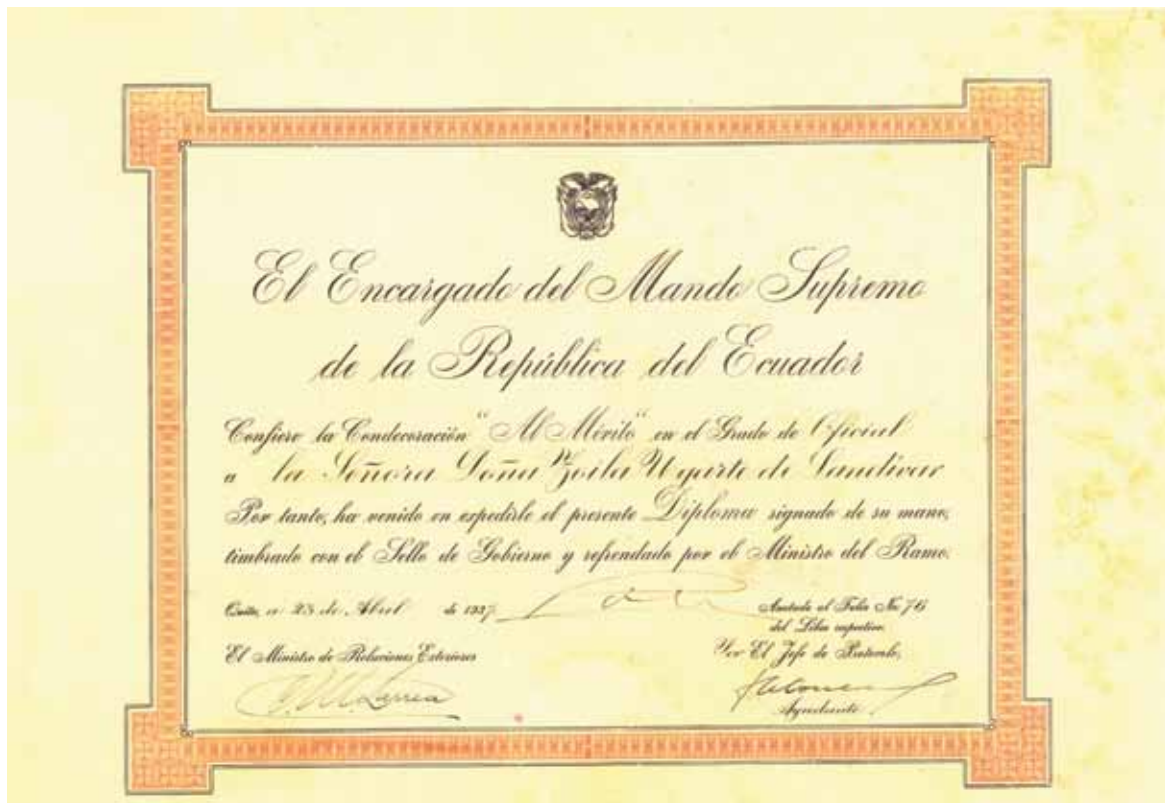 El Encargado del Mando Supremo
de la República del Ecuador
Confiere la Condecoración "Al Mérito" en el Grado de Oficial
a la Señora Doña Zoila Ugarte de Landívar
Por tanto, ha venido en expedirle el presente Diploma signado de su mano,
timbrado con el Sello de Gobierno y refrendado por el Ministro del Ramo.
Quito, a 23 de Abril de 1937
Anotado al Folio No. 76
del Libro respectivo.
El Ministro de Relaciones Exteriores
Por El Jefe de Protocolo,
Larrea
Ayudante